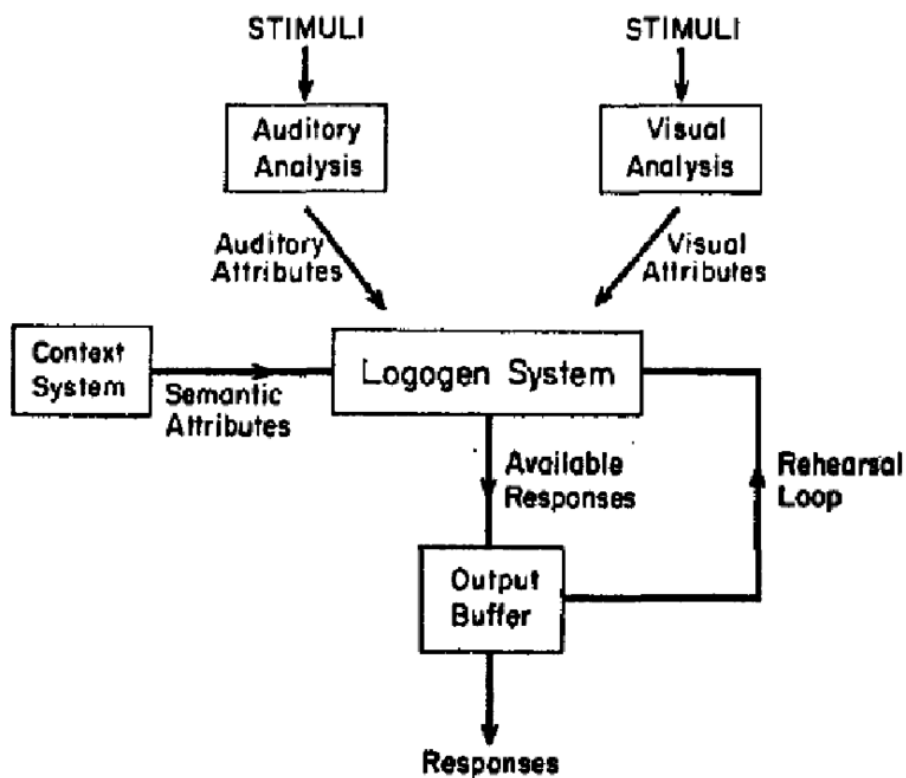 STIMULI
STIMULI
Auditory
Analysis
Visual
Analysis
Auditory
Attributes
Visual
Attributes
Context
System
Semantic
Attributes
Logogen System
Available
Responses
Rehearsal
Loop
Output
Buffer
Responses